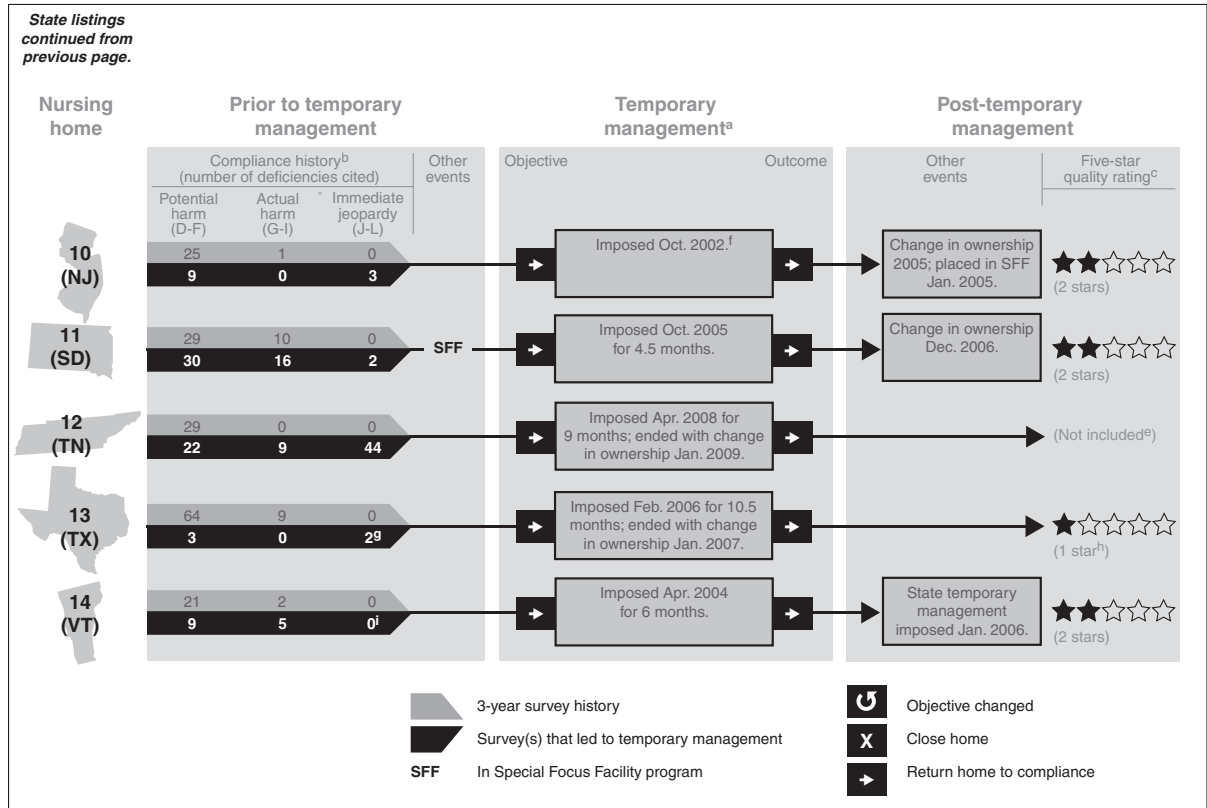 State listings
continued from
previous page.
Nursing
home
Prior to temporary
management
Temporary
managementa
Post-temporary
management
Compliance historyb
(number of deficiencies cited)
Other
events
Potential
harm
(D-F)
Actual
harm
(G-I)
Immediate
jeopardy
(J-L)
Objective
Outcome
Other
events
Five-star
quality ratingc
10
(NJ)
25 1 0
9 0 3
Imposed Oct. 2002.f
Change in ownership
2005; placed in SFF
Jan. 2005.
(2 stars)
11
(SD)
29 10 0
30 16 2
SFF
Imposed Oct. 2005
for 4.5 months.
Change in ownership
Dec. 2006.
(2 stars)
12
(TN)
29 0 0
22 9 44
Imposed Apr. 2008 for
9 months; ended with change
in ownership Jan. 2009.
(Not includede)
13
(TX)
64 9 0
3 0 2g
Imposed Feb. 2006 for 10.5
months; ended with change
in ownership Jan. 2007.
(1 starh)
14
(VT)
21 2 0
9 5 0i
Imposed Apr. 2004
for 6 months.
State temporary
management
imposed Jan. 2006.
(2 stars)
3-year survey history
Survey(s) that led to temporary management
SFF In Special Focus Facility program
Objective changed
X Close home
Return home to compliance